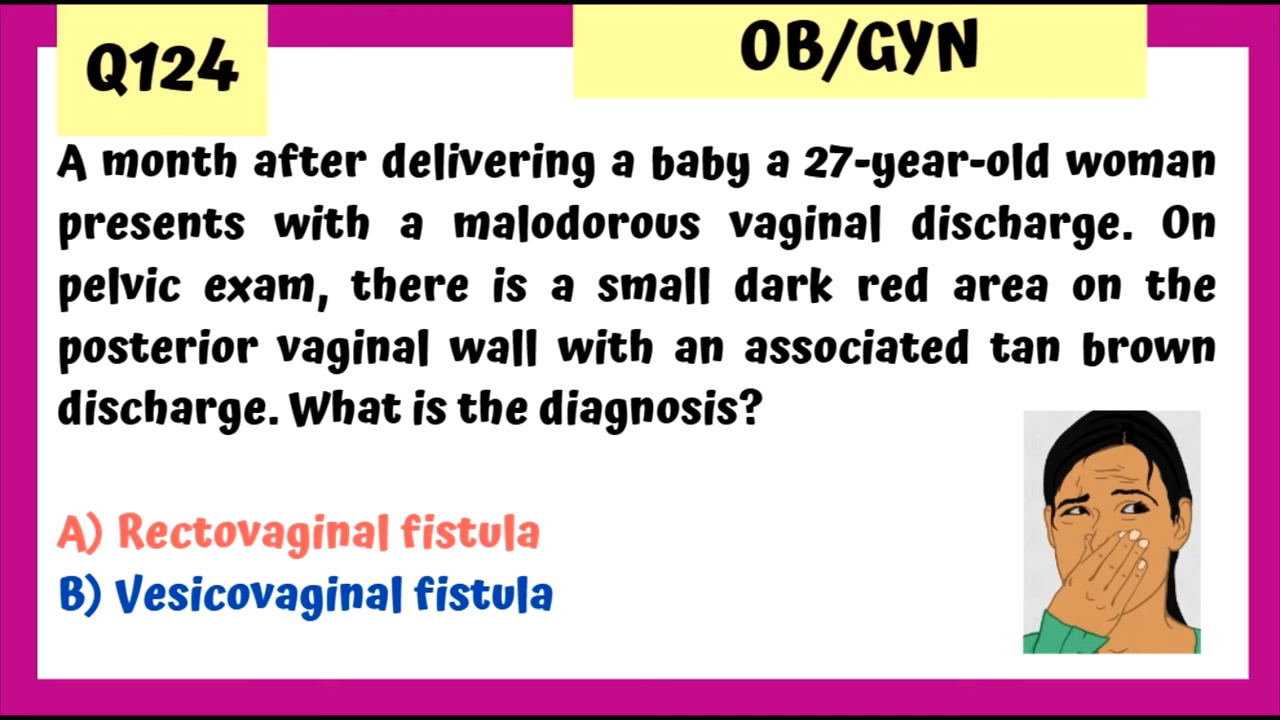 Q124
OB/GYN
A month after delivering a baby a 27-year-old woman
presents with a malodorous vaginal discharge. On
pelvic exam, there is a small dark red area on the
posterior vaginal wall with an associated tan brown
discharge. What is the diagnosis?
A) Rectovaginal fistula
B) Vesicovaginal fistula